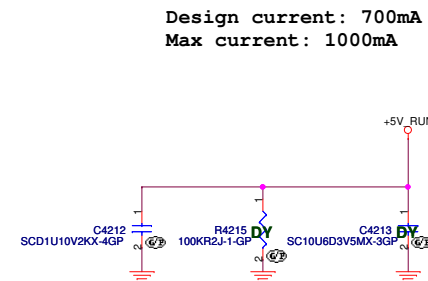 Design current: 700mA
Max current: 1000mA
+5V_RUN
1
1
1
C4212
SCD1U10V2KX-4GP
R4215
100KR2J-1-GP
DY
C4213
SC10U6D3V5MX-3GP
DY
2
2
2
G/P
G/P